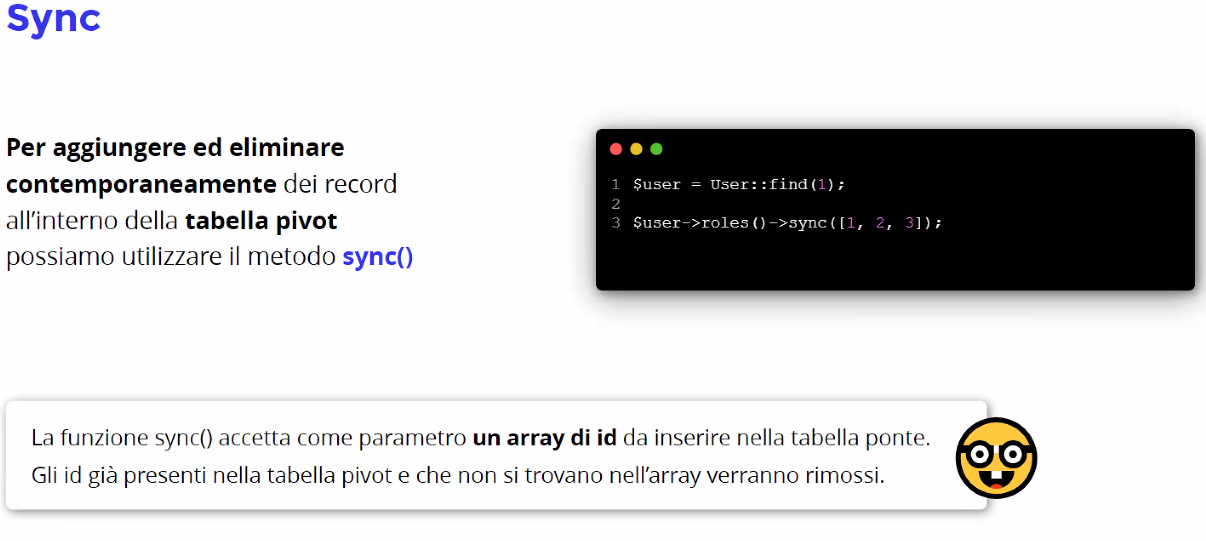 Sync
Per aggiungere ed eliminare
contemporaneamente dei record
all’interno della tabella pivot
possiamo utilizzare il metodo sync()
1 $user = User::find(1);
2
3 $user->roles()->sync([1, 2, 3]);
La funzione sync() accetta come parametro un array di id da inserire nella tabella ponte.
Gli id già presenti nella tabella pivot e che non si trovano nell’array verranno rimossi.